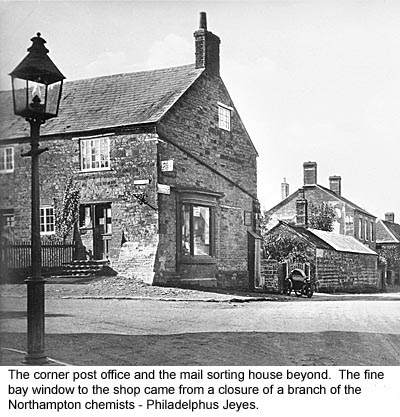 The corner post office and the mail sorting house beyond.  The fine
bay window to the shop came from a closure of a branch of the
Northampton chemists - Philadelphus Jeyes.